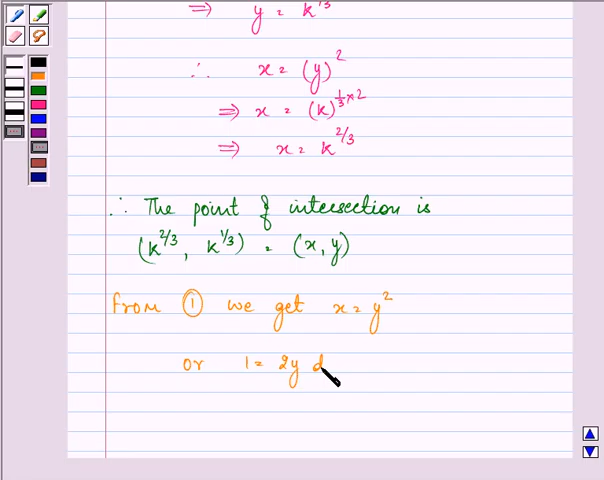 ⇒ y = k^1/3
∴ x = (y)^2
⇒ x = (k)^1/3×2
⇒ x = k^2/3
∴ The point of intersection is
(k^2/3, k^1/3) = (x, y)
From ① we get x = y^2
or 1 = 2y d